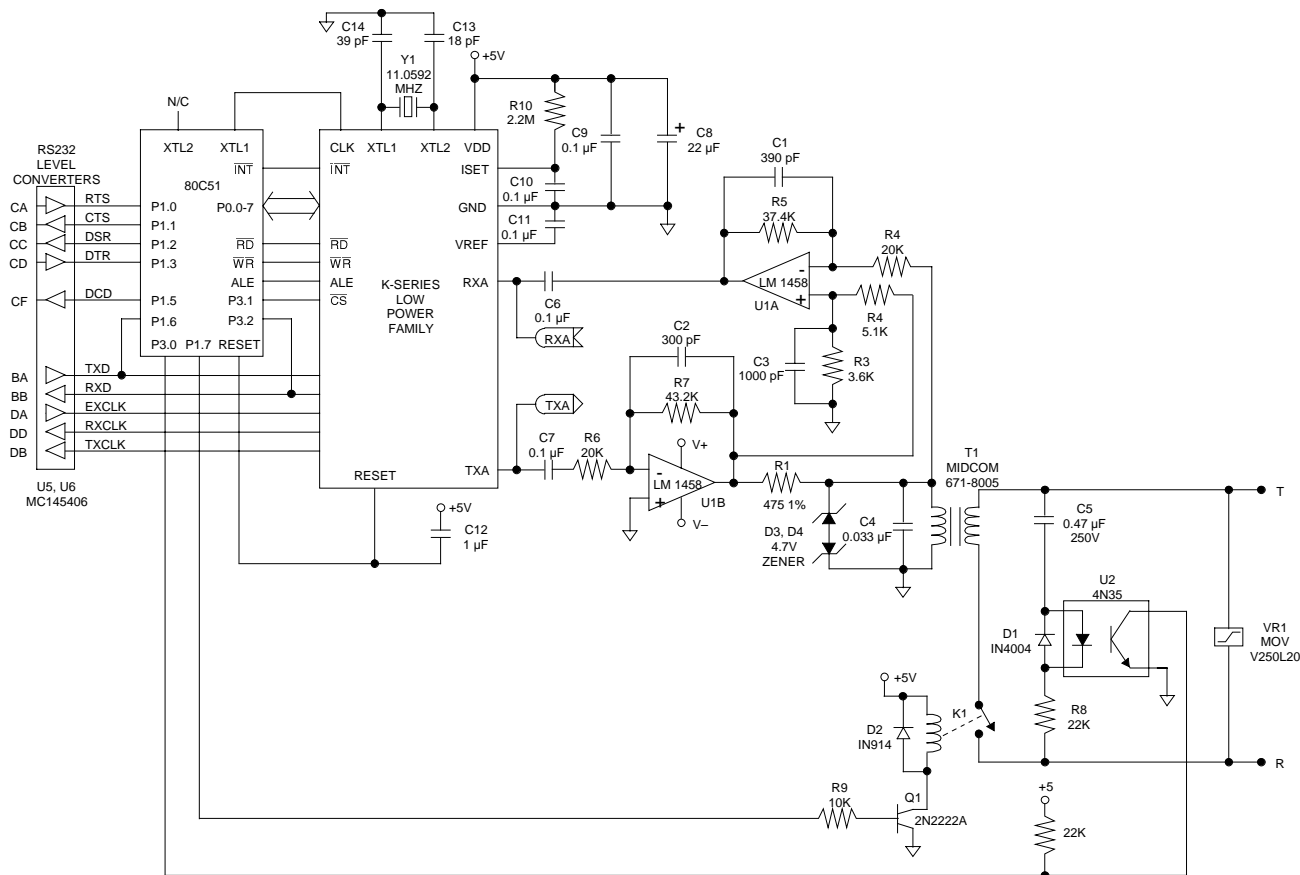 C14
39 pF
C13
18 pF
+5V
Y1
11.0592
MHZ
N/C
R10
2.2M
C9
0.1 µF
+
C8
22 µF
C1
390 pF
RS232
LEVEL
CONVERTERS
XTL2
XTL1
INT
80C51
P1.0
P0.0-7
P1.1
P1.2
RD
P1.3
WR
ALE
P1.5
P3.1
P1.6
P3.2
P3.0
P1.7
RESET
CLK
XTL1
XTL2
VDD
INT
ISET
GND
VREF
RD
WR
ALE
CS
RXA
K-SERIES
LOW
POWER
FAMILY
TXA
RESET
CA
RTS
CB
CTS
CC
DSR
CD
DTR
CF
DCD
BA
TXD
BB
RXD
DA
EXCLK
DD
RXCLK
DB
TXCLK
U5, U6
MC145406
C10
0.1 µF
C11
0.1 µF
C6
0.1 µF
RXA
TXA
R5
37.4K
R4
20K
-
LM 1458
+
U1A
R4
5.1K
C3
1000 pF
R3
3.6K
C2
300 pF
R7
43.2K
C7
0.1 µF
R6
20K
V+
-
LM 1458
+
U1B
V–
R1
475 1%
T1
MIDCOM
671-8005
D3, D4
4.7V
ZENER
C4
0.033 µF
C5
0.47 µF
250V
T
U2
4N35
D1
IN4004
VR1
MOV
V250L20
R8
22K
R
+5V
C12
1 µF
+5V
D2
IN914
K1
R9
10K
Q1
2N2222A
+5
22K